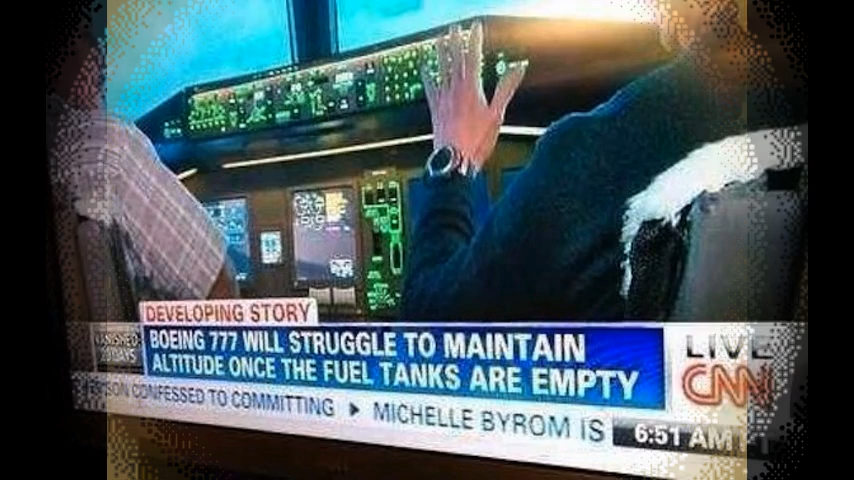 DEVELOPING STORY
BOEING 777 WILL STRUGGLE TO MAINTAIN
ALTITUDE ONCE THE FUEL TANKS ARE EMPTY
LIVE
CNN
CONFESSED TO COMMITTING ▸ MICHELLE BYROM IS
6:51 AM PT